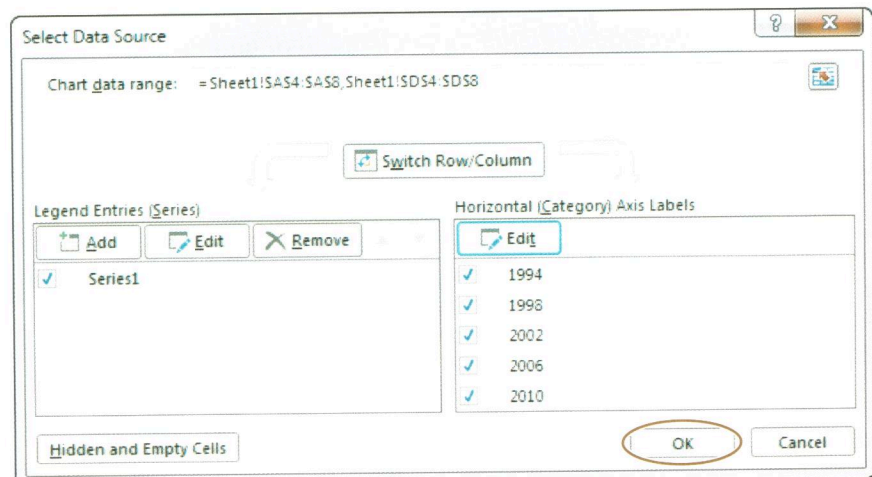 Select Data Source
?
Chart data range: =Sheet1!$A$4:$A$8,Sheet1!$D$4:$D$8
Switch Row/Column
Legend Entries (Series)
Add Edit Remove
Series1
Horizontal (Category) Axis Labels
Edit
1994
1998
2002
2006
2010
Hidden and Empty Cells
OK Cancel